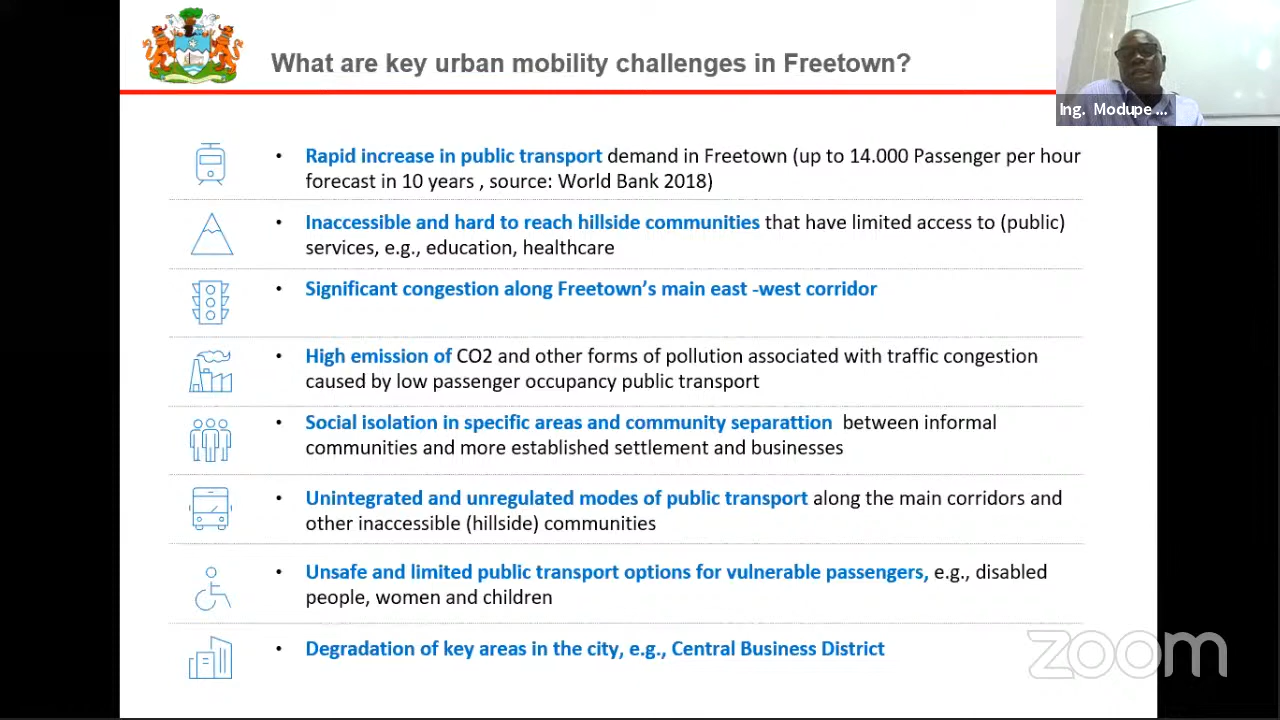 What are key urban mobility challenges in Freetown?
Ing. Modupe ...
• Rapid increase in public transport demand in Freetown (up to 14.000 Passenger per hour
forecast in 10 years , source: World Bank 2018)
• Inaccessible and hard to reach hillside communities that have limited access to (public)
services, e.g., education, healthcare
• Significant congestion along Freetown's main east -west corridor
• High emission of CO2 and other forms of pollution associated with traffic congestion
caused by low passenger occupancy public transport
• Social isolation in specific areas and community separattion between informal
communities and more established settlement and businesses
• Unintegrated and unregulated modes of public transport along the main corridors and
other inaccessible (hillside) communities
• Unsafe and limited public transport options for vulnerable passengers, e.g., disabled
people, women and children
• Degradation of key areas in the city, e.g., Central Business District
zoom